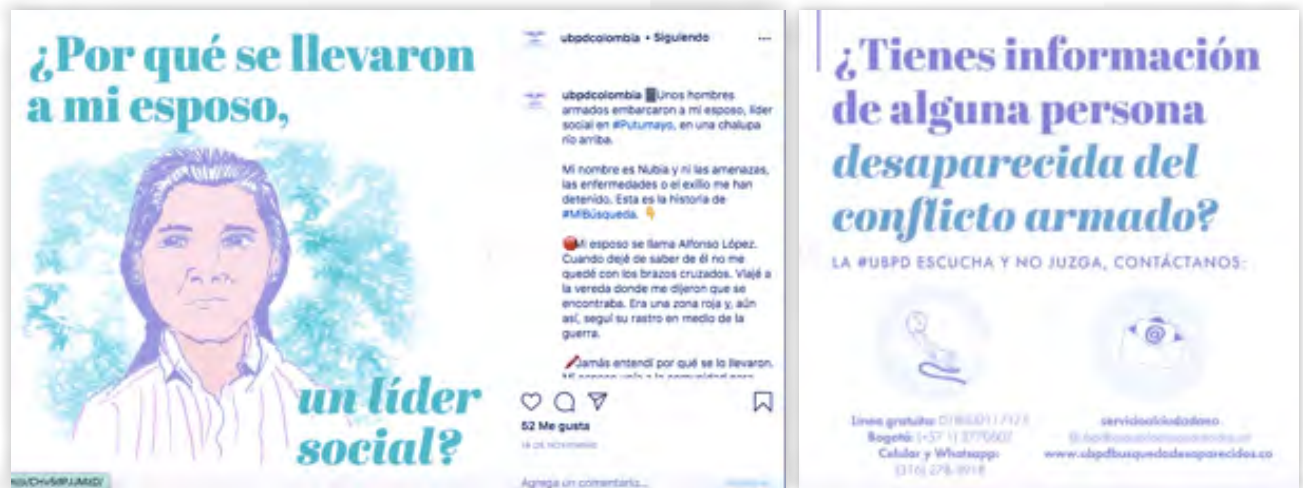 ¿Por qué se llevaron
a mi esposo,
un líder
social?
ubpdcolombia • Siguiendo
ubpdcolombia Unos hombres
armados embarcaron a mi esposo, líder
social en #Putumayo, en una chalupa
río arriba.
Mi nombre es Nubia y ni las amenazas,
las enfermedades o el exilio me han
detenido. Esta es la historia de
#MiBúsqueda. 👇
🔴Mi esposo se llama Alfonso López.
Cuando dejé de saber de él no me
quedé con los brazos cruzados. Viajé a
la vereda donde me dijeron que se
encontraba. Era una zona roja y, aún
así, seguí su rastro en medio de la
guerra.
Jamás entendí por qué se lo llevaron.
52 Me gusta
DE NOVIEMBRE
Agrega un comentario...
¿Tienes información
de alguna persona
desaparecida del
conflicto armado?
LA #UBPD ESCUCHA Y NO JUZGA, CONTÁCTANOS:
Línea gratuita:
Bogotá: (+57 1)
Celular y Whatsapp:
servicioalciudadano
www.ubpdbusquedadesaparecidos.co